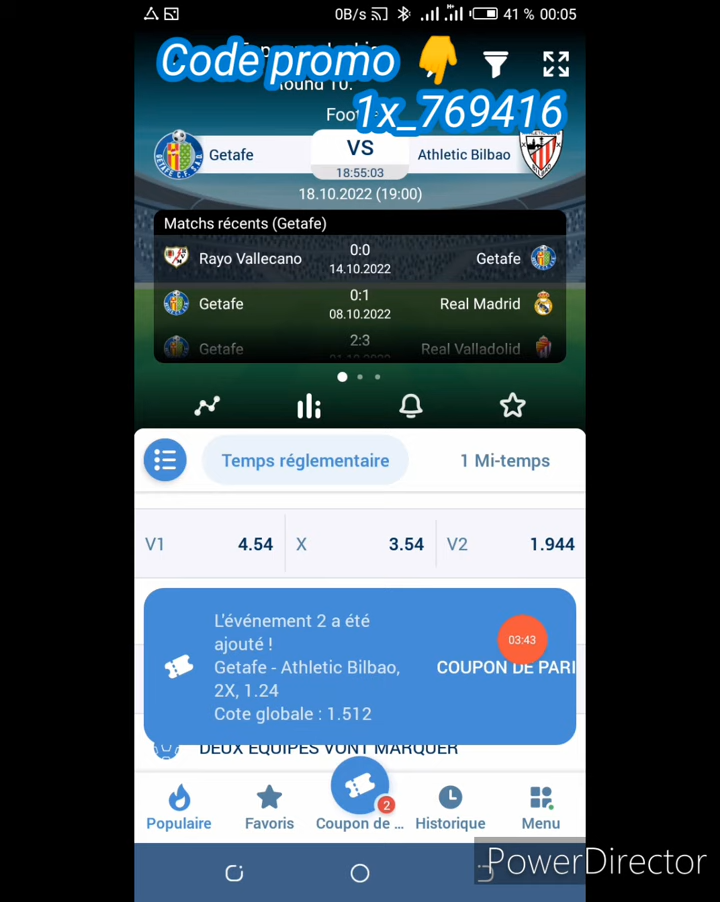 0B/s 41 % 00:05
Code promo
1x_769416
Round 10.
Getafe
VS
Athletic Bilbao
18:55:03
18.10.2022 (19:00)
Matchs récents (Getafe)
Rayo Vallecano 0:0 Getafe
14.10.2022
Getafe 0:1 Real Madrid
08.10.2022
Getafe 2:3 Real Valladolid
Temps réglementaire 1 Mi-temps
V1 4.54 X 3.54 V2 1.944
L'événement 2 a été
ajouté !
Getafe - Athletic Bilbao,
2X, 1.24
Cote globale : 1.512
03:43
COUPON DE PARI
DEUX ÉQUIPES VONT MARQUER
2
Populaire Favoris Coupon de ... Historique Menu
PowerDirector